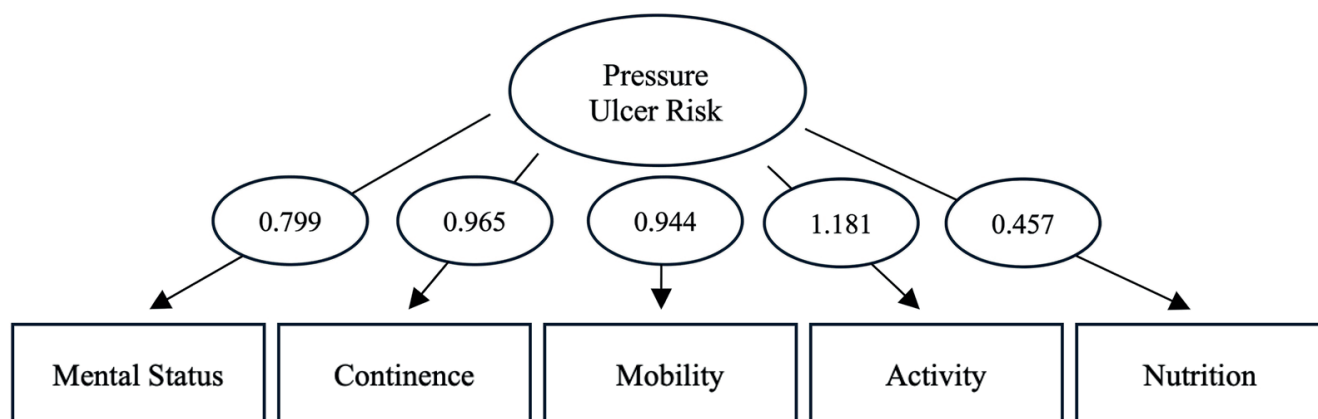 Pressure
Ulcer Risk
0.799
0.965
0.944
1.181
0.457
Mental Status
Continence
Mobility
Activity
Nutrition